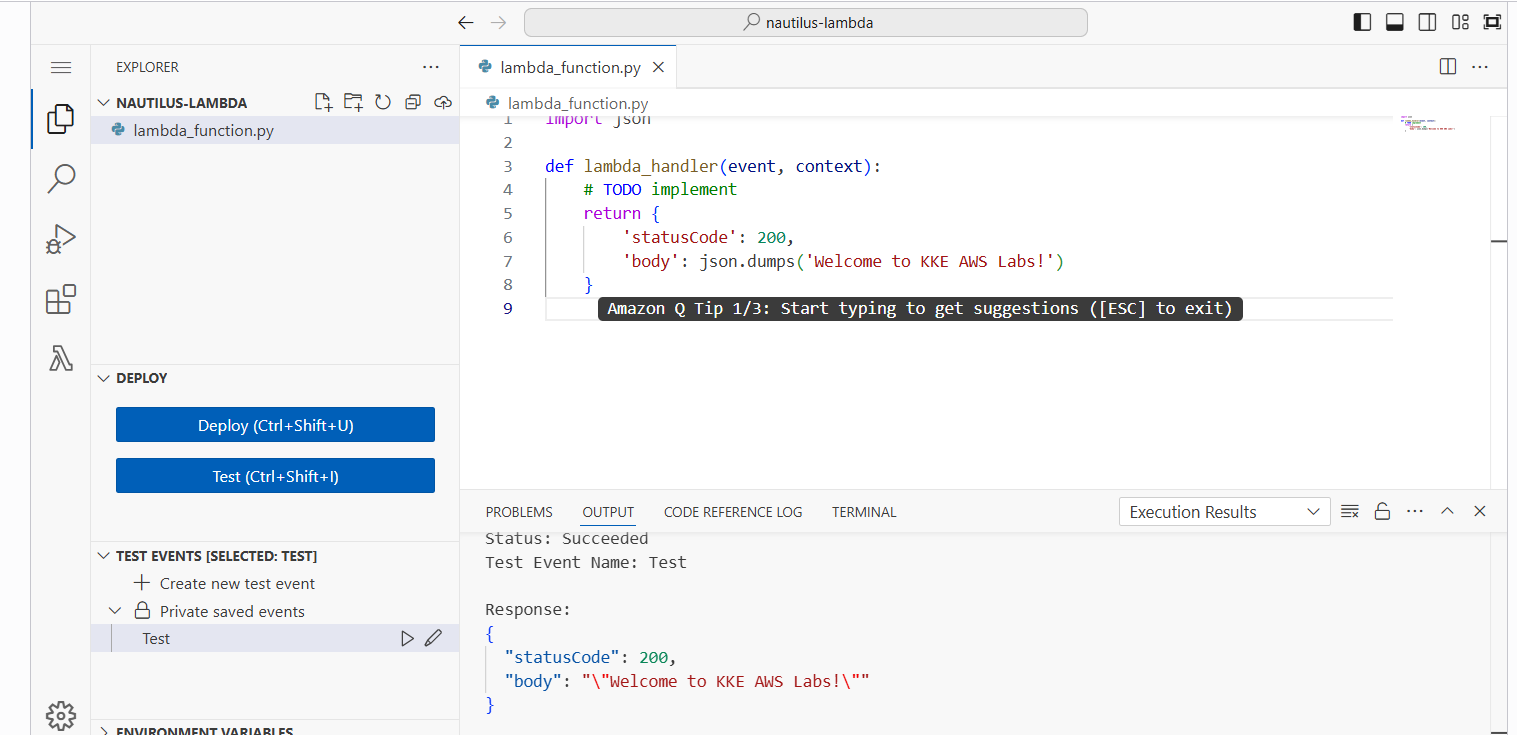 nautilus-lambda
EXPLORER
NAUTILUS-LAMBDA
lambda_function.py
DEPLOY
Deploy (Ctrl+Shift+U)
Test (Ctrl+Shift+I)
TEST EVENTS [SELECTED: TEST]
Create new test event
Private saved events
Test
ENVIRONMENT VARIABLES
lambda_function.py
lambda_function.py
1 import json
2
3 def lambda_handler(event, context):
4     # TODO implement
5     return {
6         'statusCode': 200,
7         'body': json.dumps('Welcome to KKE AWS Labs!')
8     }
9 Amazon Q Tip 1/3: Start typing to get suggestions ([ESC] to exit)
PROBLEMS OUTPUT CODE REFERENCE LOG TERMINAL Execution Results
Status: Succeeded
Test Event Name: Test
Response:
{
  "statusCode": 200,
  "body": "\"Welcome to KKE AWS Labs!\""
}